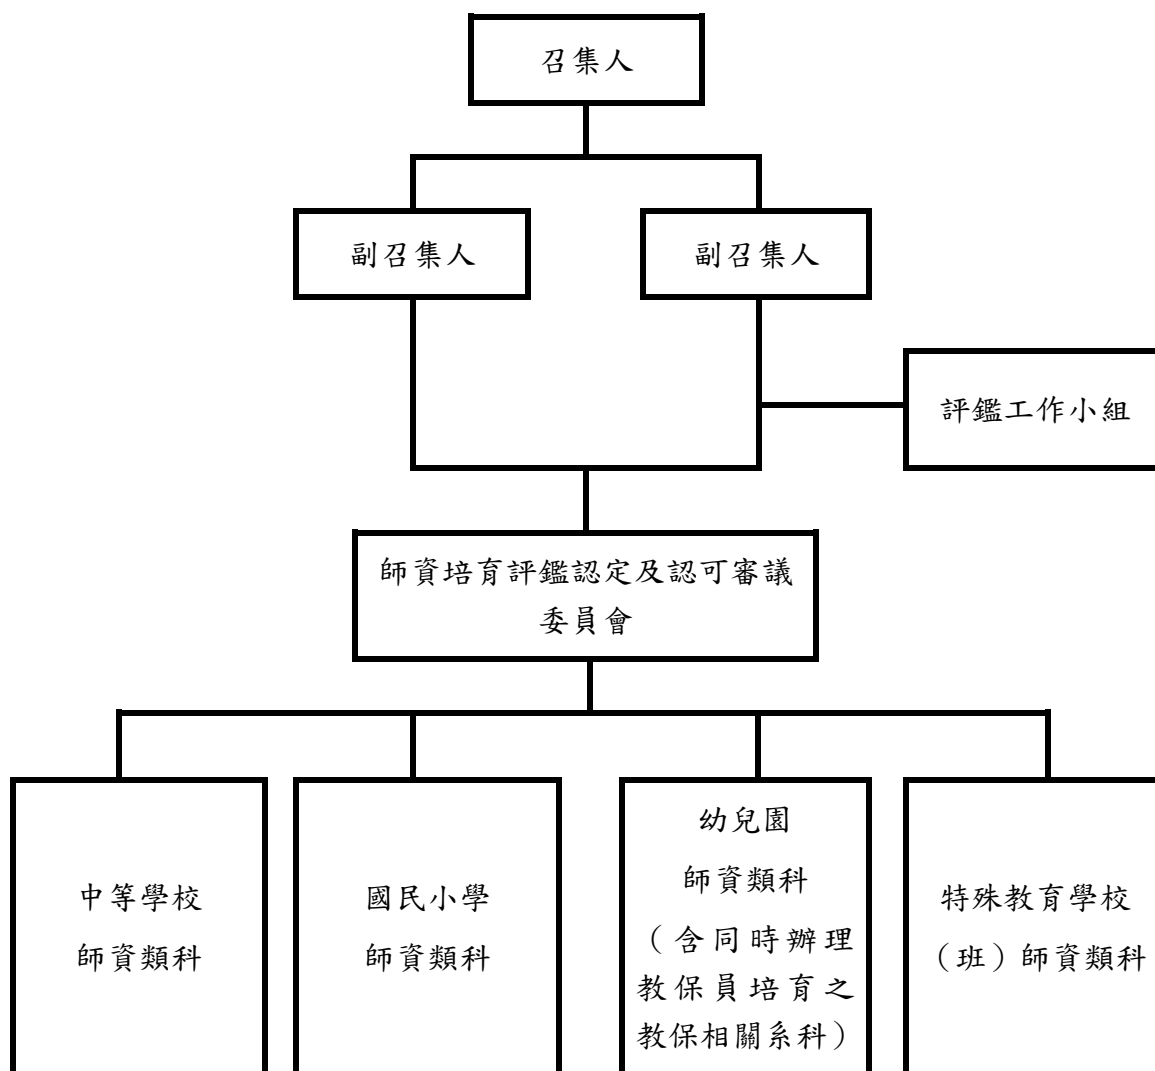 召集人
副召集人
副召集人
評鑑工作小組
師資培育評鑑認定及認可審議
委員會
中等學校
師資類科
國民小學
師資類科
幼兒園
師資類科
（含同時辦理
教保員培育之
教保相關系科）
特殊教育學校
（班）師資類科